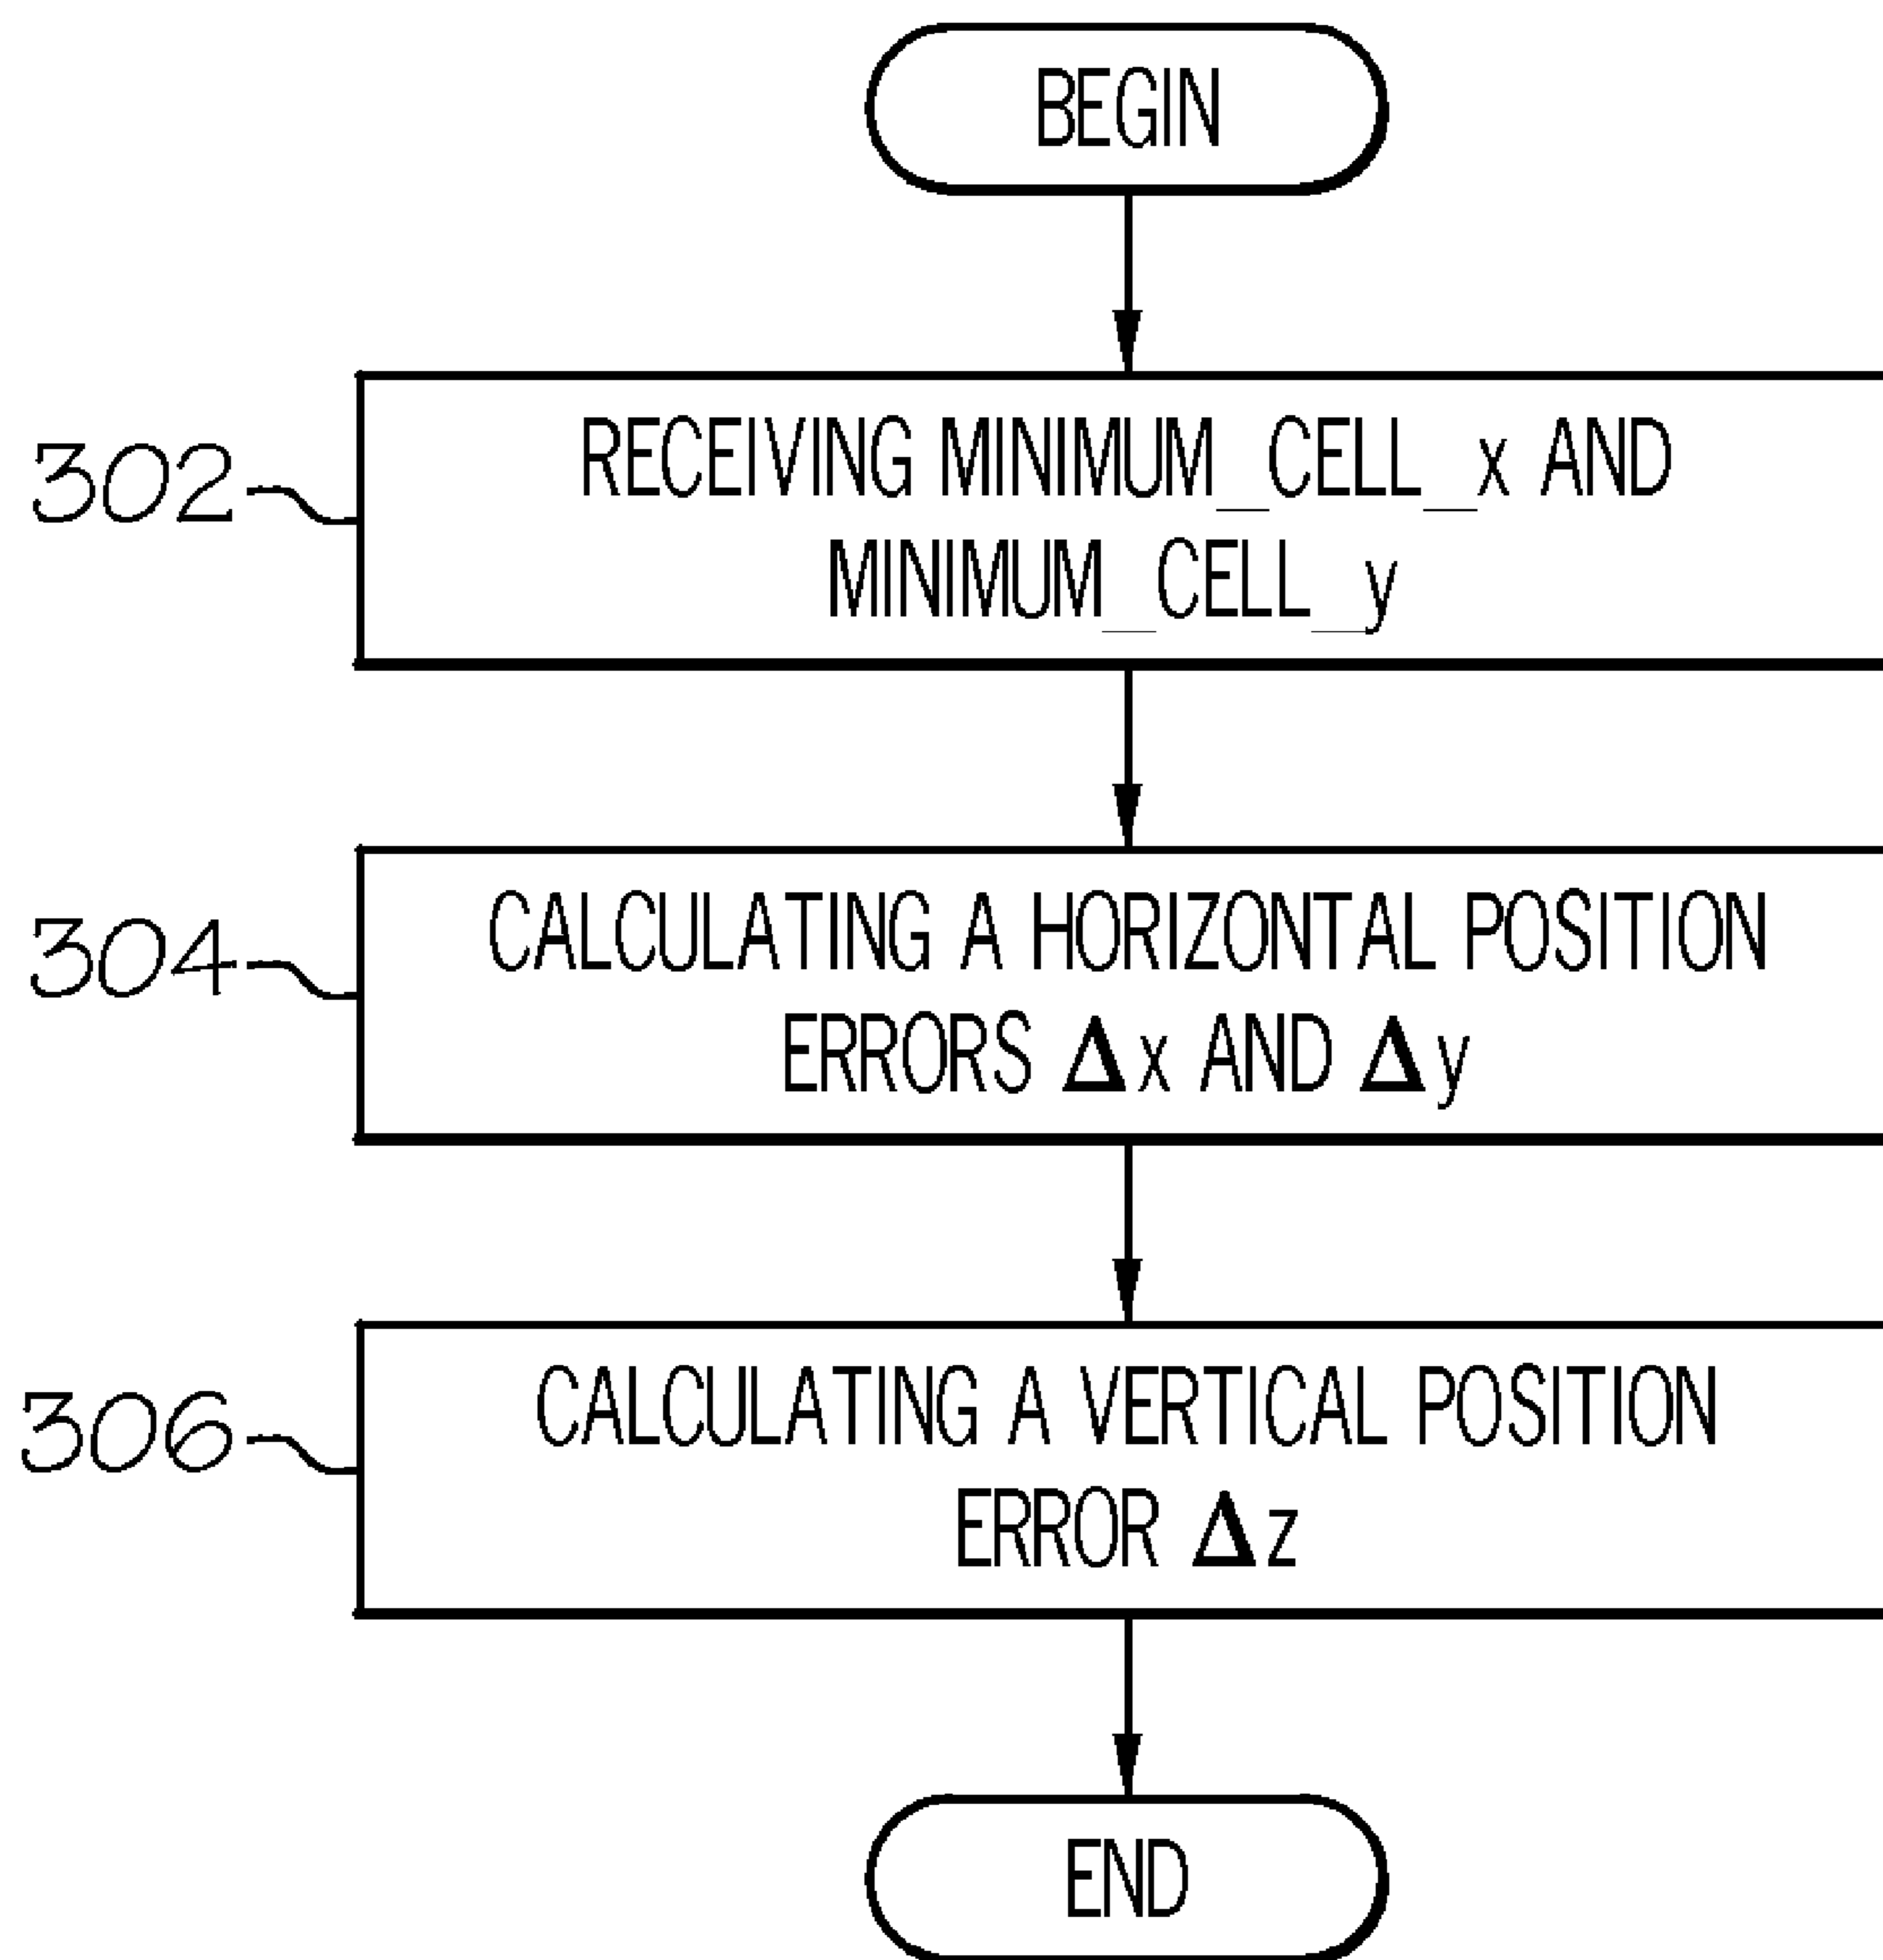 BEGIN
302
RECEIVING MINIMUM_CELL_x AND
MINIMUM_CELL_y
304
CALCULATING A HORIZONTAL POSITION
ERRORS Δx AND Δy
306
CALCULATING A VERTICAL POSITION
ERROR Δz
END